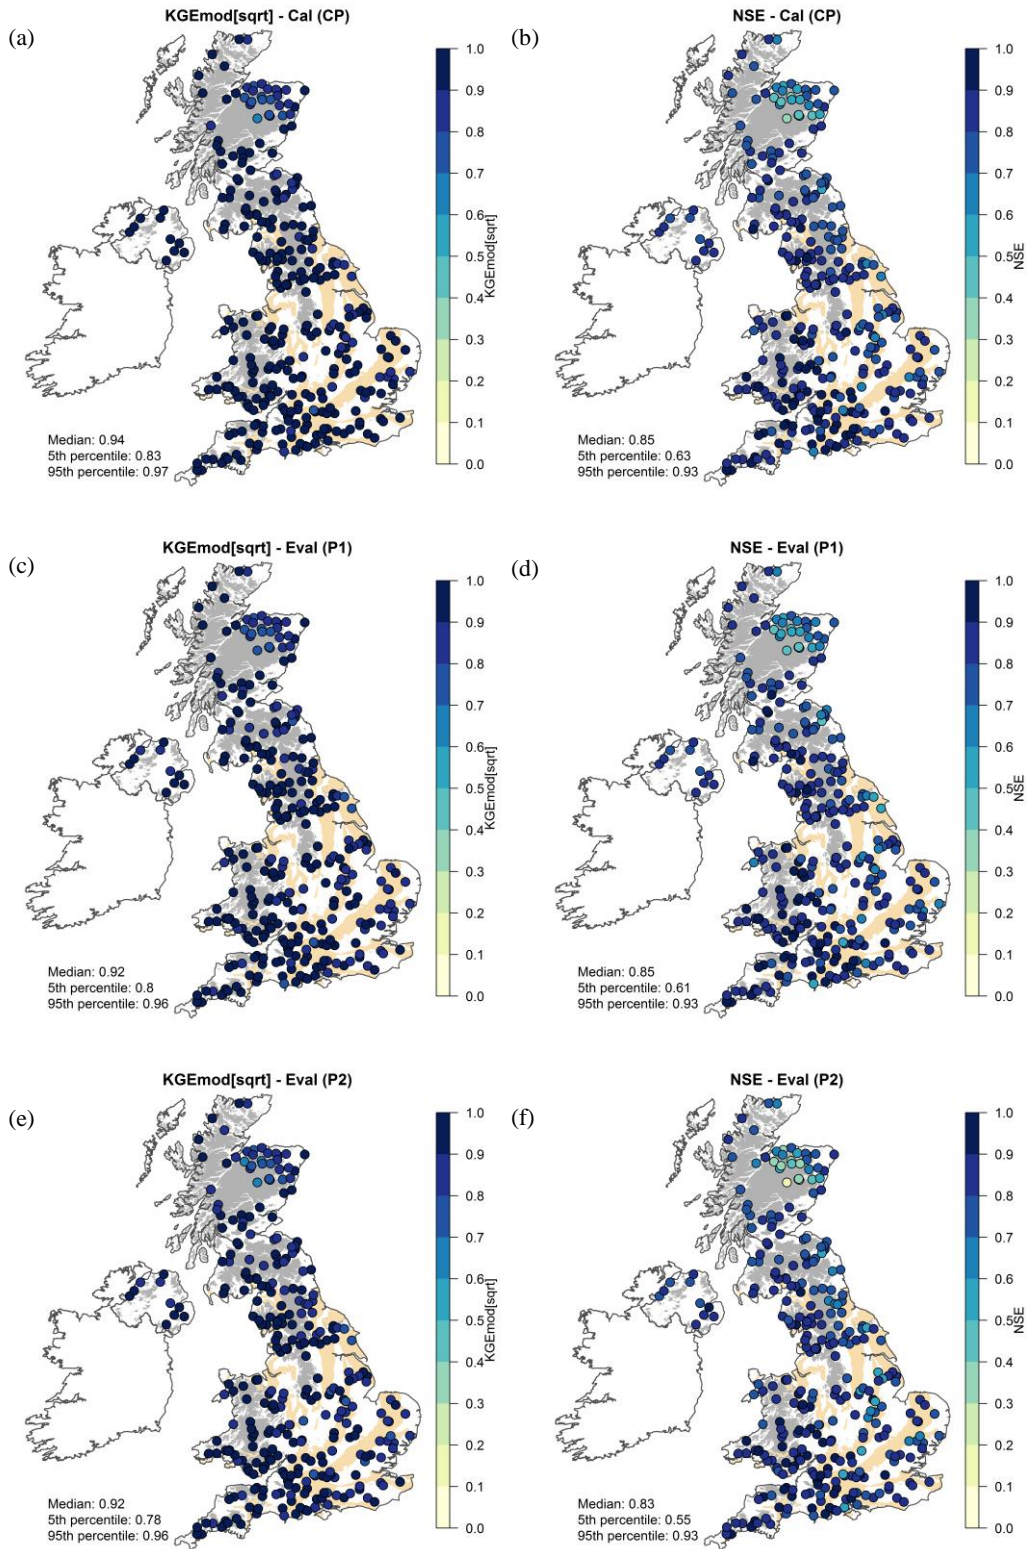 KGEmod[sqrt] - Cal (CP)
(a)
1.0
0.9
0.8
0.7
0.6
0.5
0.4
0.3
0.2
0.1
0.0
KGEmod[sqrt]
Median: 0.94
5th percentile: 0.83
95th percentile: 0.97
NSE - Cal (CP)
(b)
1.0
0.9
0.8
0.7
0.6
0.5
0.4
0.3
0.2
0.1
0.0
NSE
Median: 0.85
5th percentile: 0.63
95th percentile: 0.93
KGEmod[sqrt] - Eval (P1)
(c)
1.0
0.9
0.8
0.7
0.6
0.5
0.4
0.3
0.2
0.1
0.0
KGEmod[sqrt]
Median: 0.92
5th percentile: 0.8
95th percentile: 0.96
NSE - Eval (P1)
(d)
1.0
0.9
0.8
0.7
0.6
0.5
0.4
0.3
0.2
0.1
0.0
NSE
Median: 0.85
5th percentile: 0.61
95th percentile: 0.93
KGEmod[sqrt] - Eval (P2)
(e)
1.0
0.9
0.8
0.7
0.6
0.5
0.4
0.3
0.2
0.1
0.0
KGEmod[sqrt]
Median: 0.92
5th percentile: 0.78
95th percentile: 0.96
NSE - Eval (P2)
(f)
1.0
0.9
0.8
0.7
0.6
0.5
0.4
0.3
0.2
0.1
0.0
NSE
Median: 0.83
5th percentile: 0.55
95th percentile: 0.93